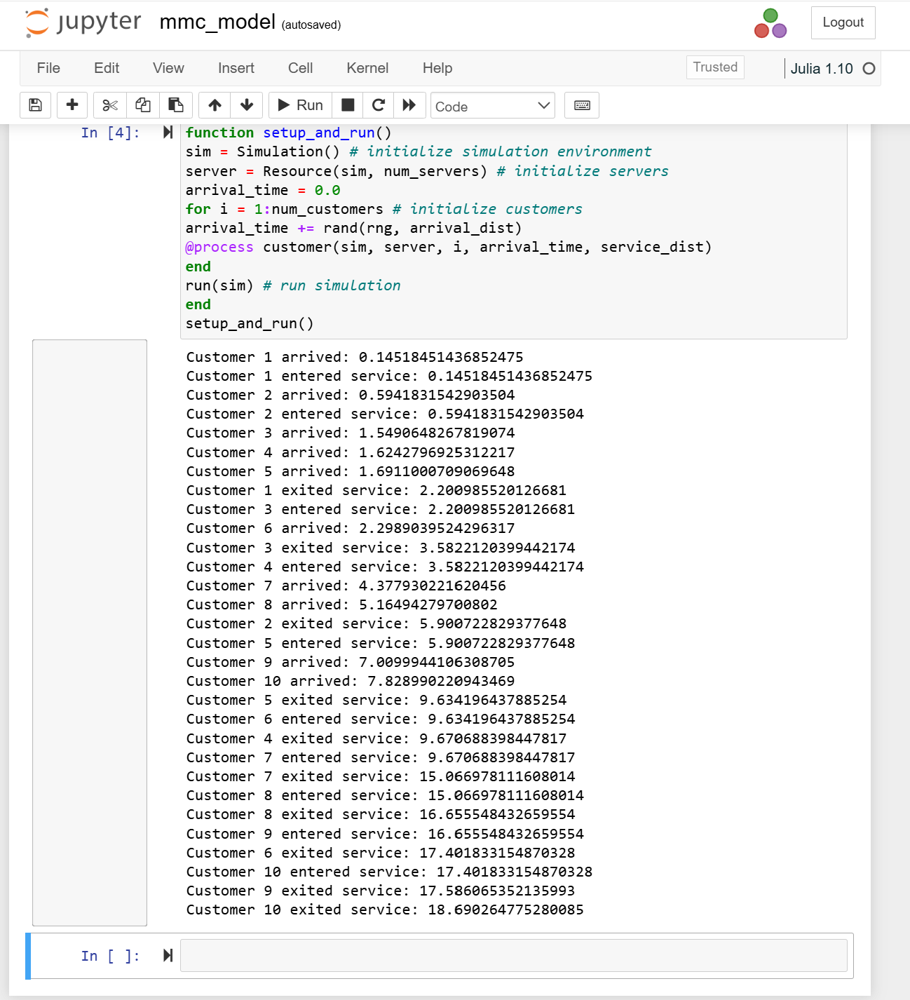 jupyter mmc_model (autosaved) Logout
File Edit View Insert Cell Kernel Help Trusted Julia 1.10
Run Code
In [4]: function setup_and_run()
sim = Simulation() # initialize simulation environment
server = Resource(sim, num_servers) # initialize servers
arrival_time = 0.0
for i = 1:num_customers # initialize customers
arrival_time += rand(rng, arrival_dist)
@process customer(sim, server, i, arrival_time, service_dist)
end
run(sim) # run simulation
end
setup_and_run()
Customer 1 arrived: 0.14518451436852475
Customer 1 entered service: 0.14518451436852475
Customer 2 arrived: 0.5941831542903504
Customer 2 entered service: 0.5941831542903504
Customer 3 arrived: 1.5490648267819074
Customer 4 arrived: 1.6242796925312217
Customer 5 arrived: 1.6911000709069648
Customer 1 exited service: 2.200985520126681
Customer 3 entered service: 2.200985520126681
Customer 6 arrived: 2.2989039524296317
Customer 3 exited service: 3.5822120399442174
Customer 4 entered service: 3.5822120399442174
Customer 7 arrived: 4.377930221620456
Customer 8 arrived: 5.16494279700802
Customer 2 exited service: 5.900722829377648
Customer 5 entered service: 5.900722829377648
Customer 9 arrived: 7.0099944106308705
Customer 10 arrived: 7.828990220943469
Customer 5 exited service: 9.634196437885254
Customer 6 entered service: 9.634196437885254
Customer 4 exited service: 9.670688398447817
Customer 7 entered service: 9.670688398447817
Customer 7 exited service: 15.066978111608014
Customer 8 entered service: 15.066978111608014
Customer 8 exited service: 16.655548432659554
Customer 9 entered service: 16.655548432659554
Customer 6 exited service: 17.401833154870328
Customer 10 entered service: 17.401833154870328
Customer 9 exited service: 17.586065352135993
Customer 10 exited service: 18.690264775280085
In [ ]: